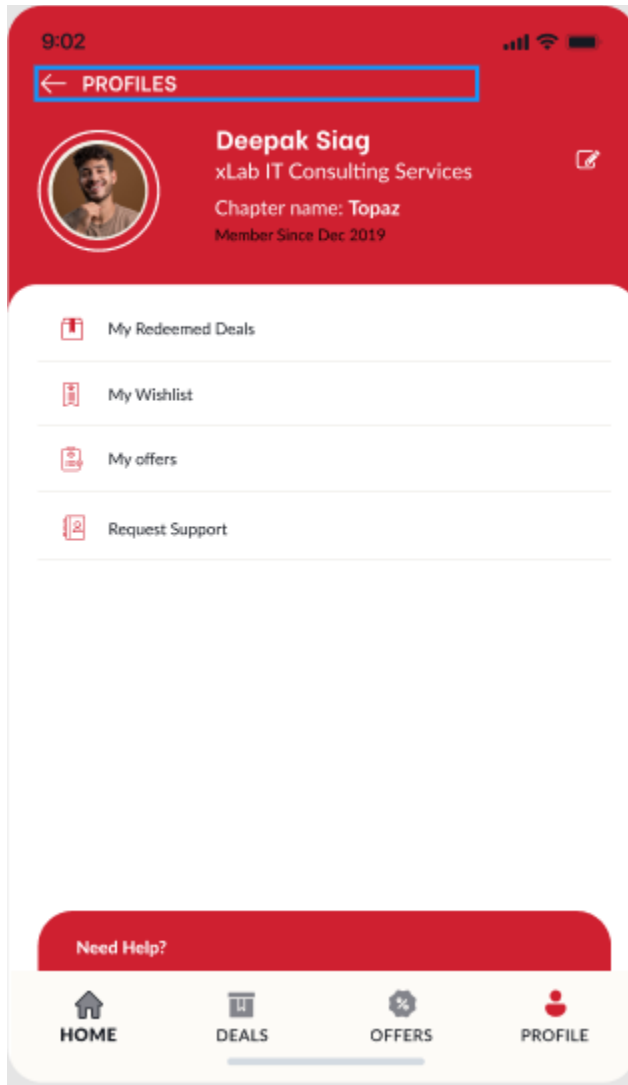 9:02
PROFILES
Deepak Siag
xLab IT Consulting Services
Chapter name: Topaz
Member Since Dec 2019
My Redeemed Deals
My Wishlist
My offers
Request Support
Need Help?
HOME DEALS OFFERS PROFILE